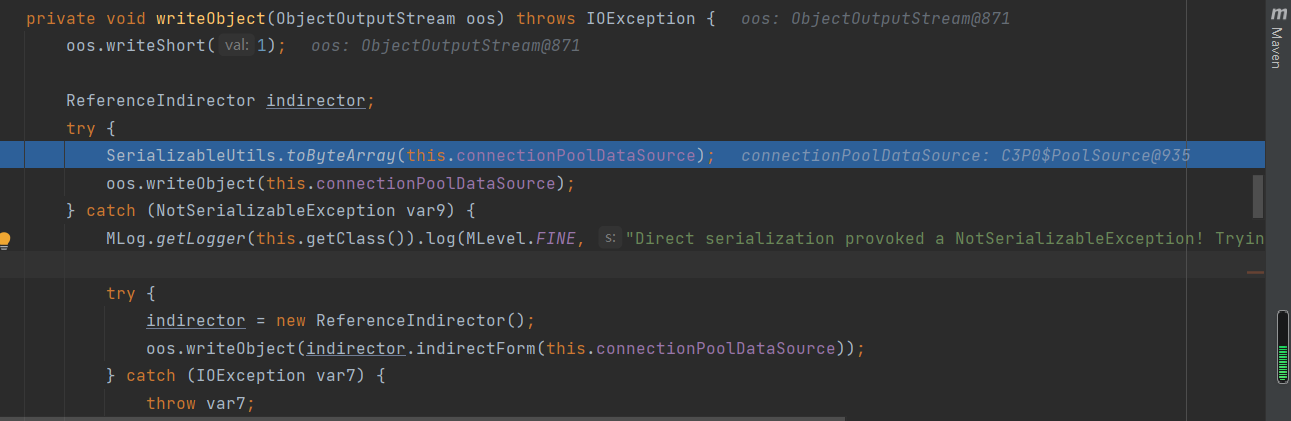 private void writeObject(ObjectOutputStream oos) throws IOException {   oos: ObjectOutputStream@871
oos.writeShort( val: 1);   oos: ObjectOutputStream@871
ReferenceIndirector indirector;
try {
SerializableUtils.toByteArray(this.connectionPoolDataSource);   connectionPoolDataSource: C3P0$PoolSource@935
oos.writeObject(this.connectionPoolDataSource);
} catch (NotSerializableException var9) {
MLog.getLogger(this.getClass()).log(MLevel.FINE, s: "Direct serialization provoked a NotSerializableException! Tryin
try {
indirector = new ReferenceIndirector();
oos.writeObject(indirector.indirectForm(this.connectionPoolDataSource));
} catch (IOException var7) {
throw var7;
m Maven